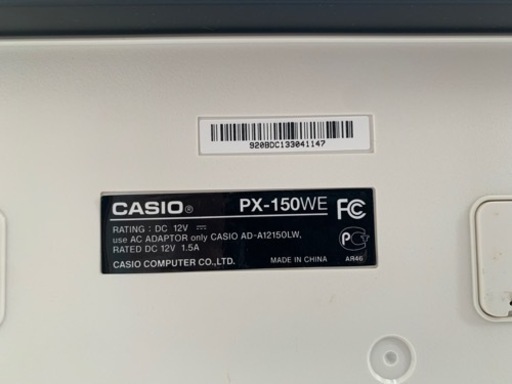 920BDC133041147
CASIO® PX-150WE FC
RATING : DC 12V ⎓
use AC ADAPTOR only CASIO AD-A12150LW,
RATED DC 12V 1.5A
CASIO COMPUTER CO.,LTD. MADE IN CHINA AR46